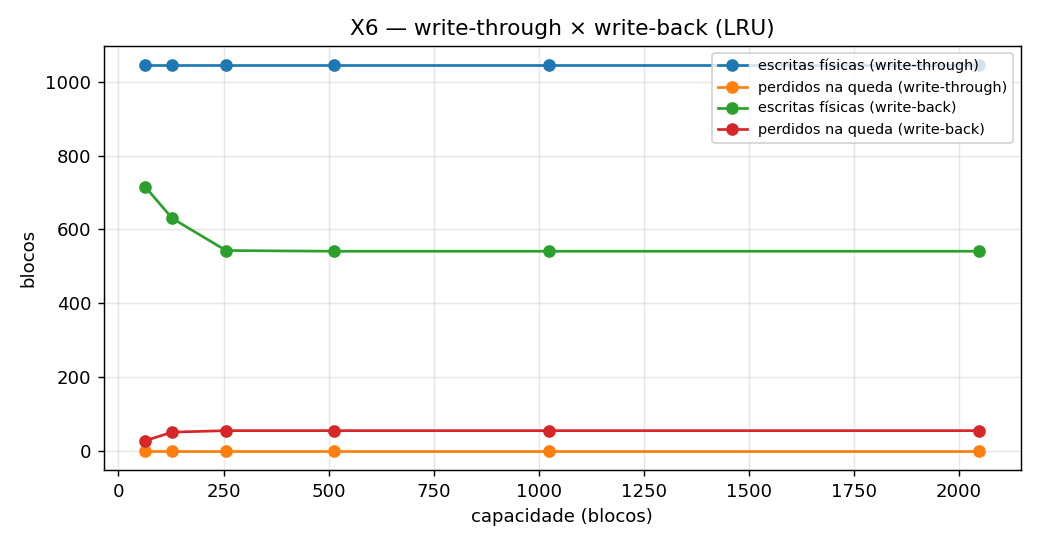 X6 — write-through × write-back (LRU)
escritas físicas (write-through)
perdidos na queda (write-through)
escritas físicas (write-back)
perdidos na queda (write-back)
blocos
1000
800
600
400
200
0
0 250 500 750 1000 1250 1500 1750 2000
capacidade (blocos)